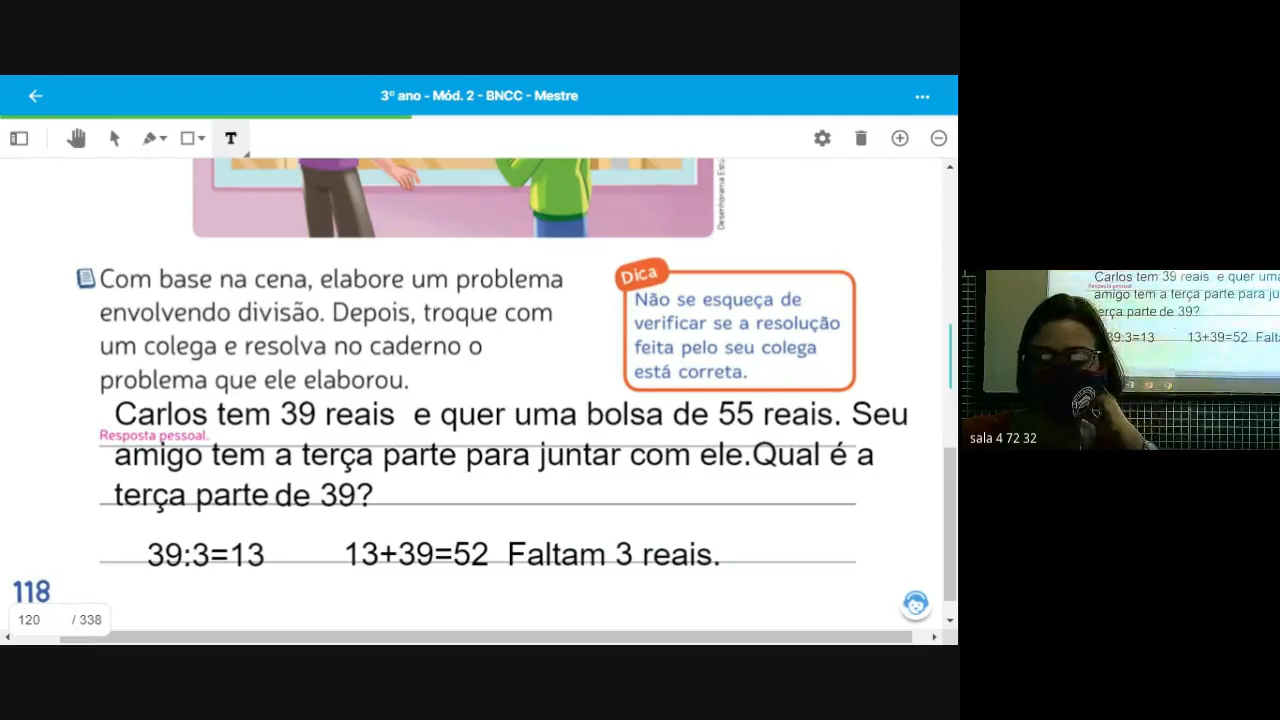 3º ano - Mód. 2 - BNCC - Mestre
T
Com base na cena, elabore um problema
envolvendo divisão. Depois, troque com
um colega e resolva no caderno o
problema que ele elaborou.
Dica
Não se esqueça de
verificar se a resolução
feita pelo seu colega
está correta.
Carlos tem 39 reais e quer uma bolsa de 55 reais. Seu
Resposta pessoal.
amigo tem a terça parte para juntar com ele.Qual é a
terça parte de 39?
39:3=13 13+39=52 Faltam 3 reais.
118
120 / 338
Carlos tem 39 reais e quer uma
Resposta pessoal
amigo tem a terça parte para ju
terça parte de 39?
39:3=13 13+39=52 Falta
sala 4 72 32